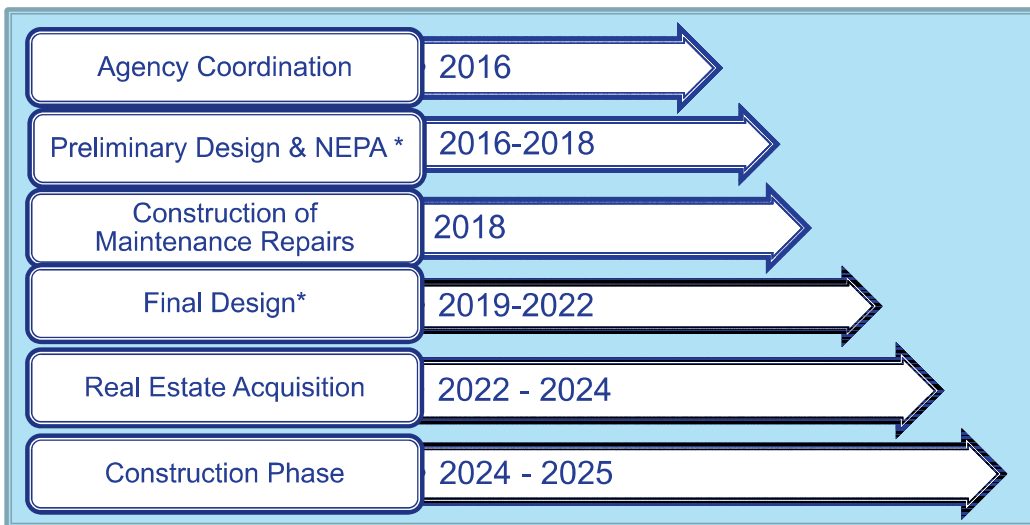 Agency Coordination
2016
Preliminary Design & NEPA *
2016-2018
Construction of
Maintenance Repairs
2018
Final Design*
2019-2022
Real Estate Acquisition
2022 - 2024
Construction Phase
2024 - 2025